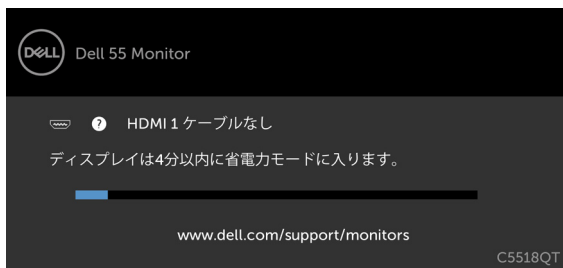 DELL
Dell 55 Monitor
? HDMI 1 ケーブルなし
ディスプレイは4分以内に省電力モードに入ります。
www.dell.com/support/monitors
C5518QT